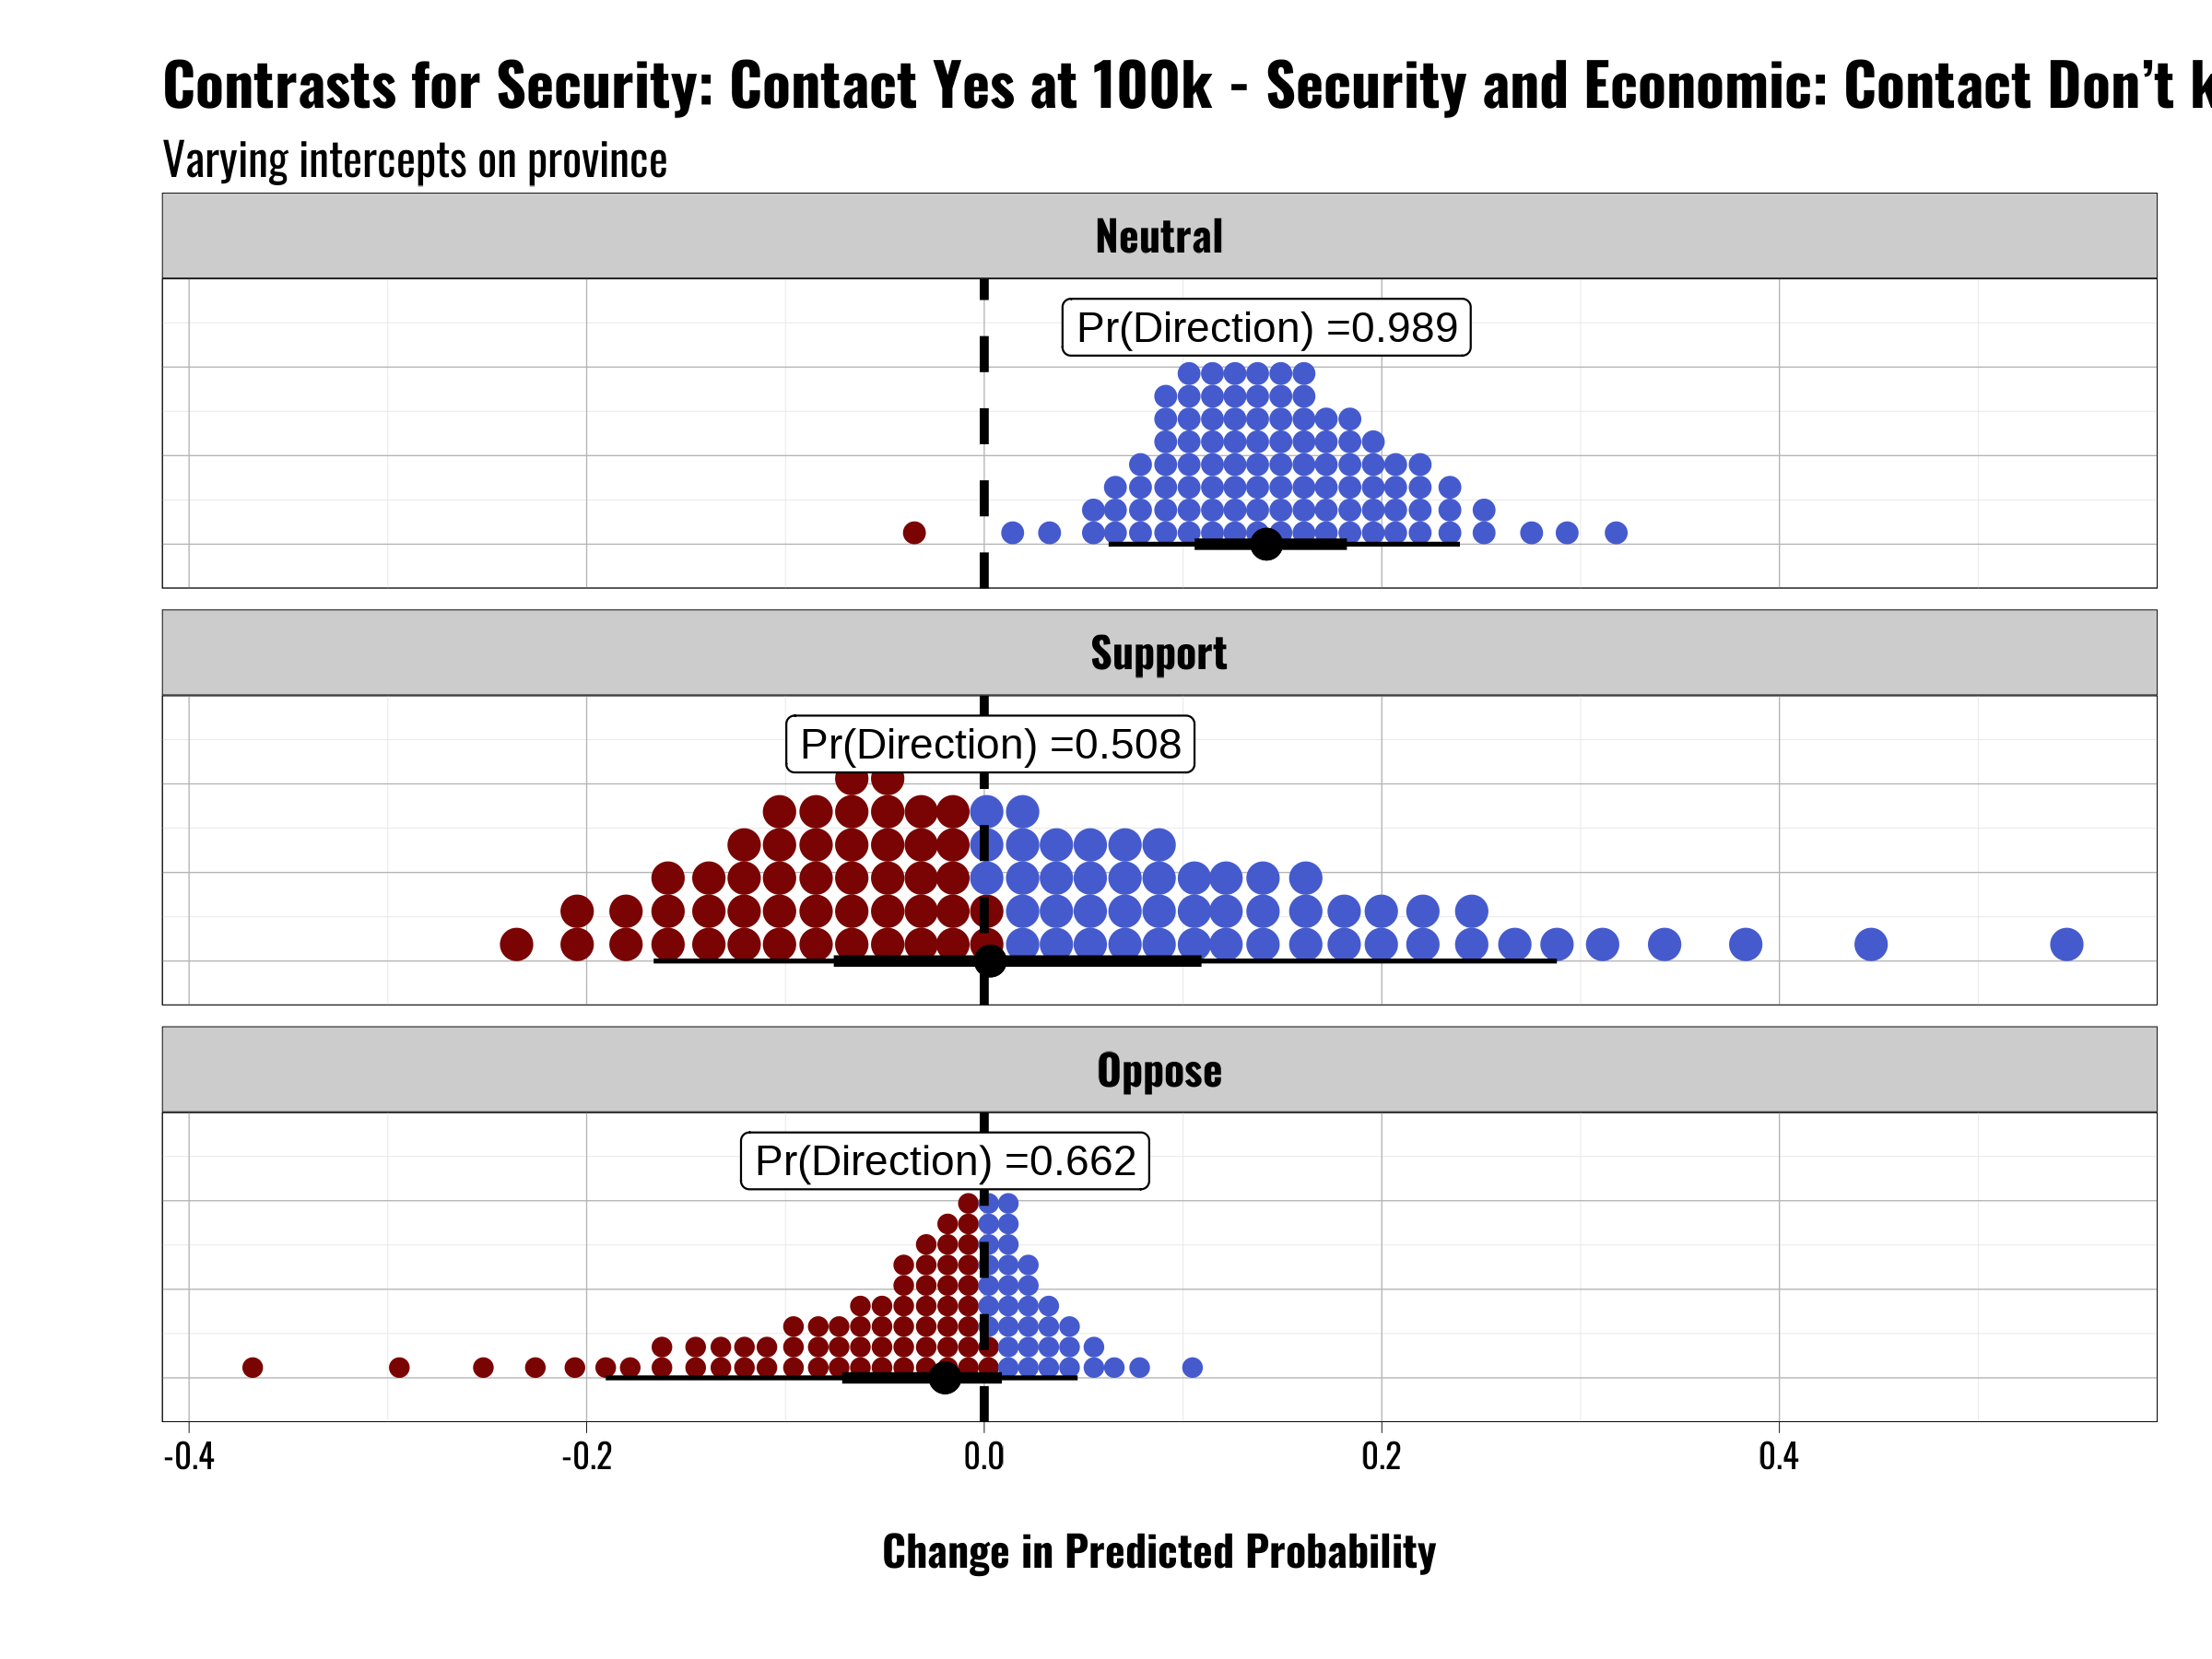 Contrasts for Security: Contact Yes at 100k - Security and Economic: Contact Don’t
Varying intercepts on province
Neutral
Pr(Direction) =0.989
Support
Pr(Direction) =0.508
Oppose
Pr(Direction) =0.662
-0.4 -0.2 0.0 0.2 0.4
Change in Predicted Probability